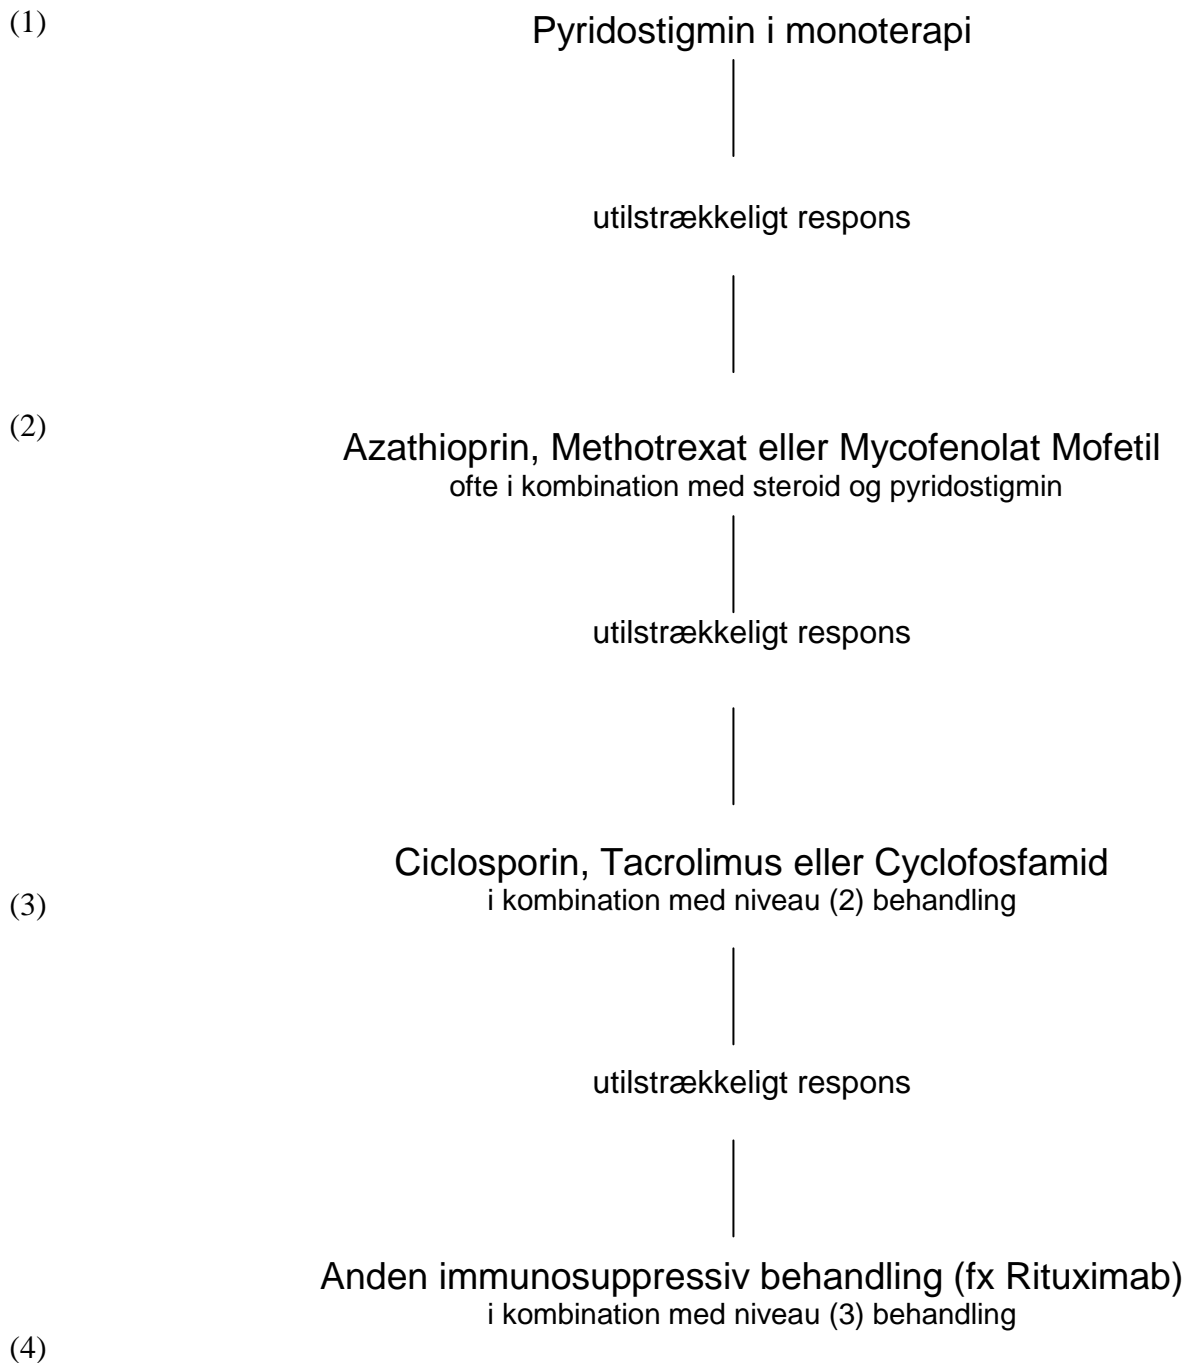 (1)
Pyridostigmin i monoterapi
utilstrækkeligt respons
(2)
Azathioprin, Methotrexat eller Mycofenolat Mofetil
ofte i kombination med steroid og pyridostigmin
utilstrækkeligt respons
Ciclosporin, Tacrolimus eller Cyclofosfamid
(3)
i kombination med niveau (2) behandling
utilstrækkeligt respons
Anden immunosuppressiv behandling (fx Rituximab)
i kombination med niveau (3) behandling
(4)